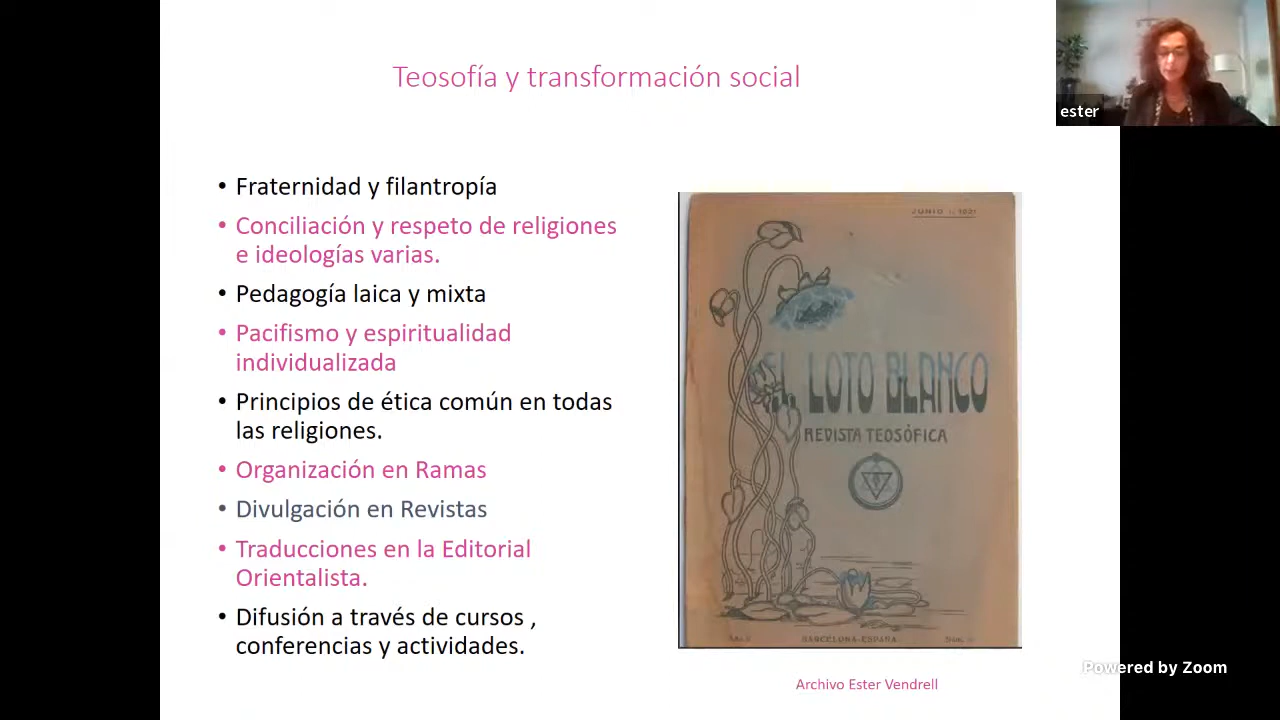 Teosofía y transformación social
ester
• Fraternidad y filantropía
• Conciliación y respeto de religiones
e ideologías varias.
• Pedagogía laica y mixta
• Pacifismo y espiritualidad
individualizada
• Principios de ética común en todas
las religiones.
• Organización en Ramas
• Divulgación en Revistas
• Traducciones en la Editorial
Orientalista.
• Difusión a través de cursos ,
conferencias y actividades.
JUNIO
EL LOTO BLANCO
REVISTA TEOSÓFICA
BARCELONA-ESPAÑA
Archivo Ester Vendrell
Powered by Zoom